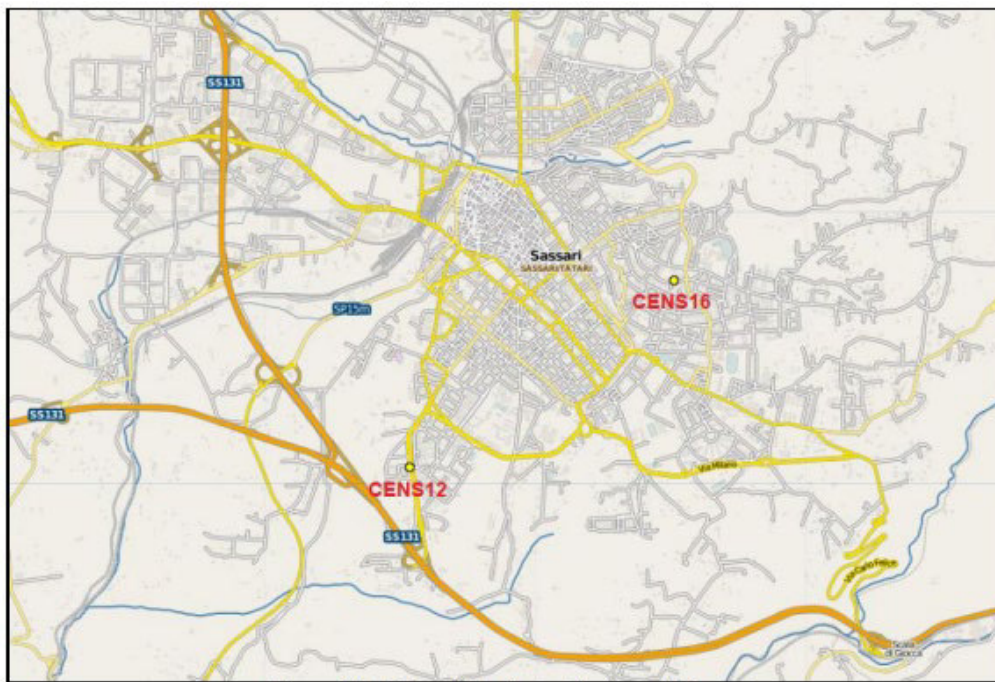 SS131
Sassari
SASSARI/TATARI
CENS16
SP15m
SS131
Via Milano
CENS12
SS131
Via Carlo Felice
Scala
di Giocca